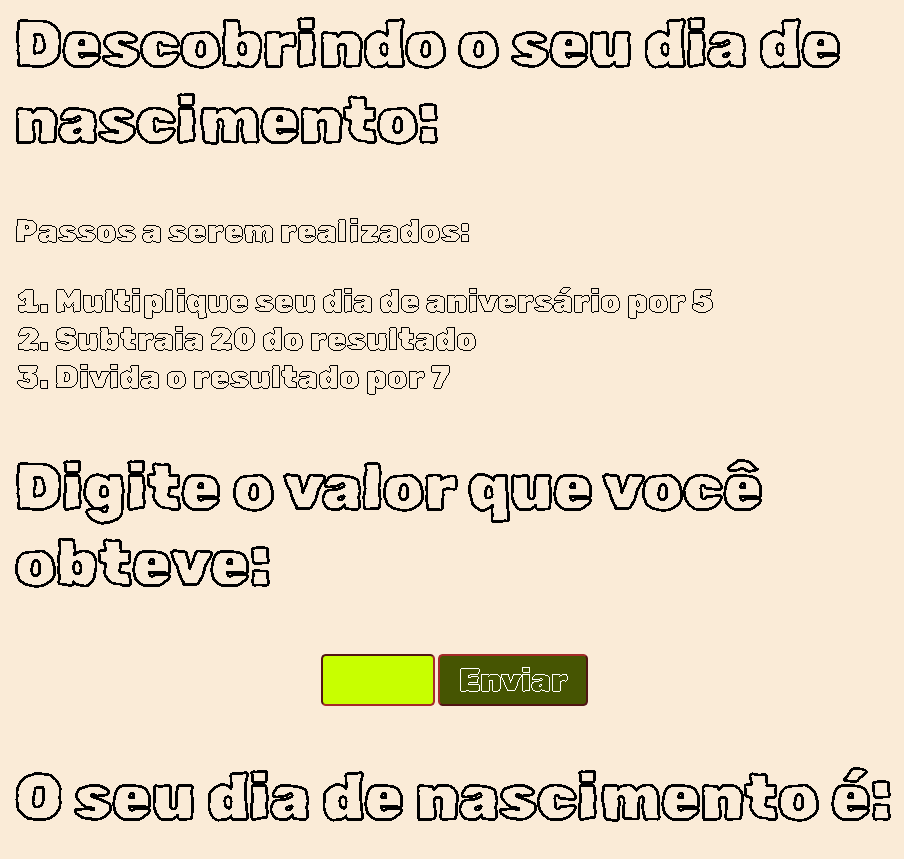 Descobrindo o seu dia de
nascimento:
Passos a serem realizados:
1. Multiplique seu dia de aniversário por 5
2. Subtraia 20 do resultado
3. Divida o resultado por 7
Digite o valor que você
obteve:
Enviar
O seu dia de nascimento é: